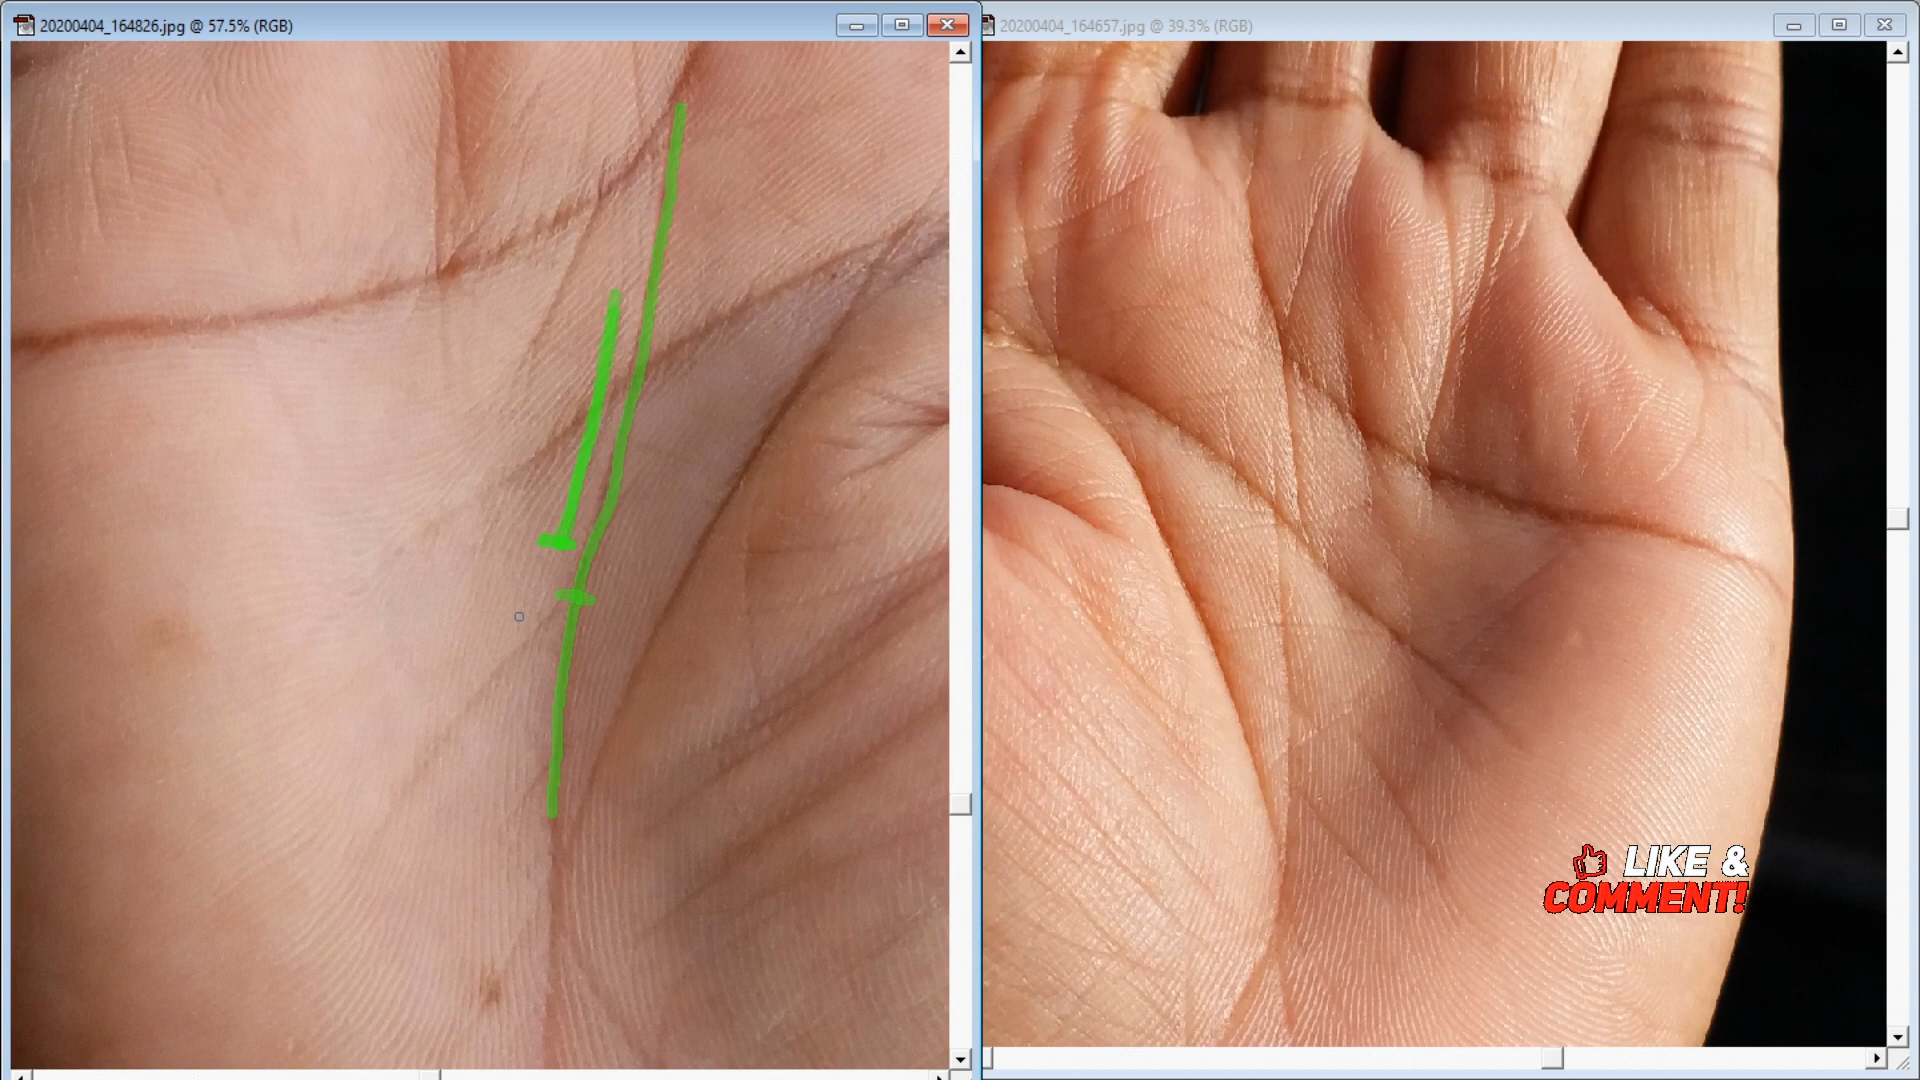 20200404_164826.jpg @ 57.5% (RGB)
20200404_164657.jpg @ 39.3% (RGB)
LIKE &
COMMENT!